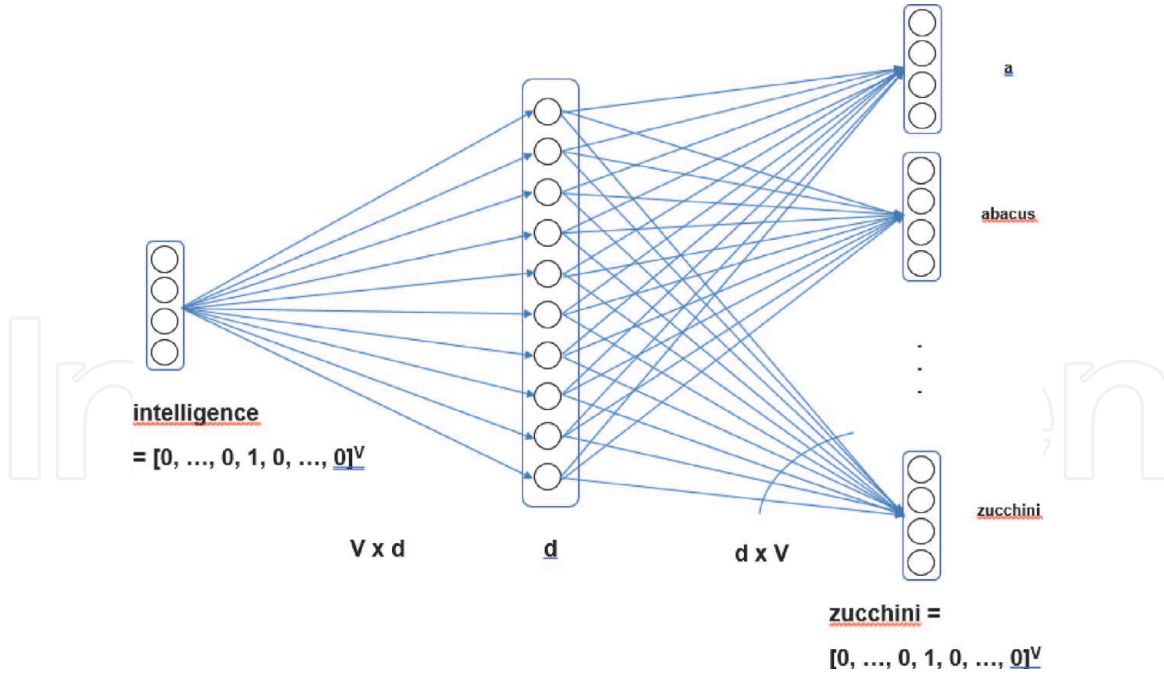 a
abacus
.
.
.
intelligence
= [0, …, 0, 1, 0, …, 0]ⱽ
zucchini
V x d
d
d x V
zucchini =
[0, …, 0, 1, 0, …, 0]ⱽ